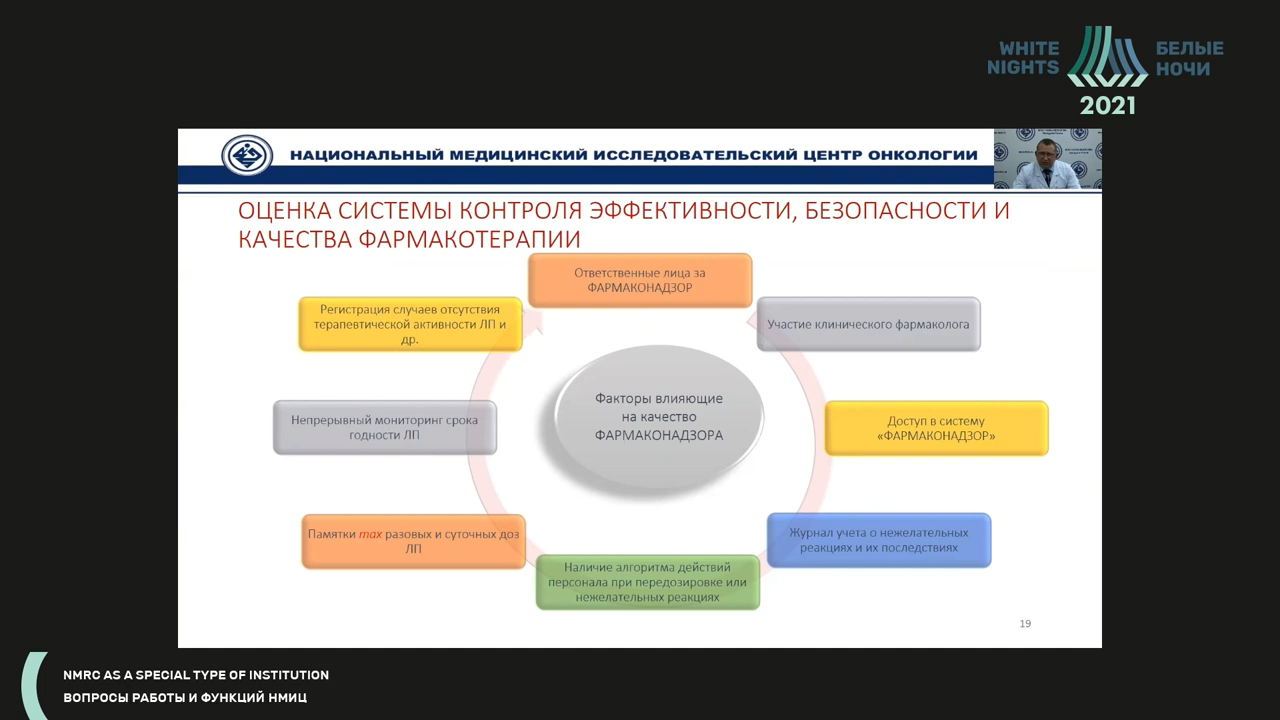 WHITE
NIGHTS
БЕЛЫЕ
НОЧИ
2021
НАЦИОНАЛЬНЫЙ МЕДИЦИНСКИЙ ИССЛЕДОВАТЕЛЬСКИЙ ЦЕНТР ОНКОЛОГИИ
ОЦЕНКА СИСТЕМЫ КОНТРОЛЯ ЭФФЕКТИВНОСТИ, БЕЗОПАСНОСТИ И
КАЧЕСТВА ФАРМАКОТЕРАПИИ
Ответственные лица за
ФАРМАКОНАДЗОР
Участие клинического фармаколога
Доступ в систему
«ФАРМАКОНАДЗОР»
Журнал учета о нежелательных
реакциях и их последствиях
Наличие алгоритма действий
персонала при передозировке или
нежелательных реакциях
Памятки max разовых и суточных доз
ЛП
Непрерывный мониторинг срока
годности ЛП
Регистрация случаев отсутствия
терапевтической активности ЛП и
др.
Факторы влияющие
на качество
ФАРМАКОНАДЗОРА
19
NMRC AS A SPECIAL TYPE OF INSTITUTION
ВОПРОСЫ РАБОТЫ И ФУНКЦИЙ НМИЦ